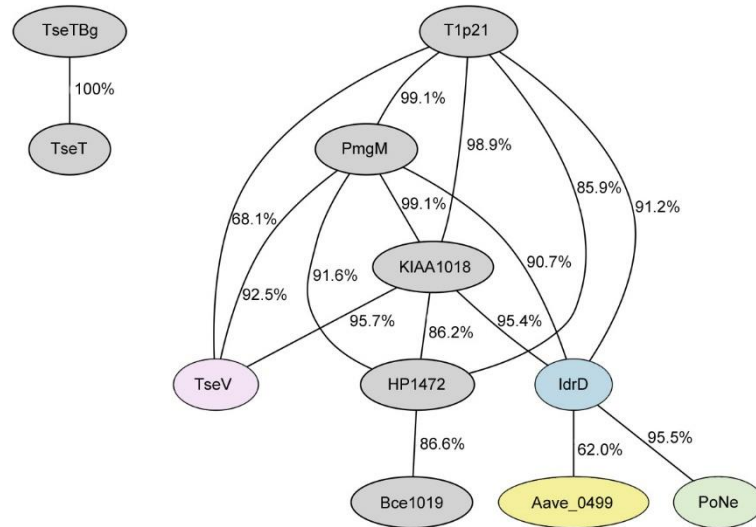 TseTBg
T1p21
100%
99.1%
TseT
PmgM
98.9%
85.9%
68.1%
99.1%
91.2%
KIAA1018
91.6%
90.7%
92.5%
95.7%
86.2%
95.4%
TseV
HP1472
IdrD
86.6%
62.0%
95.5%
Bce1019
Aave_0499
PoNe